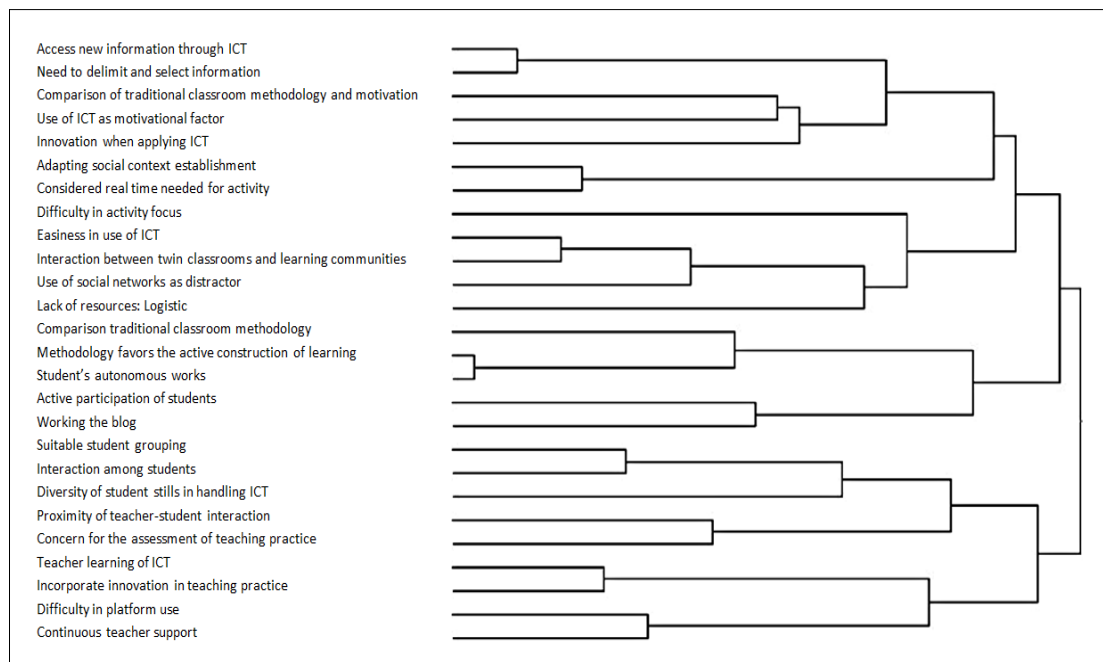 Access new information through ICT
Need to delimit and select information
Comparison of traditional classroom methodology and motivation
Use of ICT as motivational factor
Innovation when applying ICT
Adapting social context establishment
Considered real time needed for activity
Difficulty in activity focus
Easiness in use of ICT
Interaction between twin classrooms and learning communities
Use of social networks as distractor
Lack of resources: Logistic
Comparison traditional classroom methodology
Methodology favors the active construction of learning
Student’s autonomous works
Active participation of students
Working the blog
Suitable student grouping
Interaction among students
Diversity of student stills in handling ICT
Proximity of teacher-student interaction
Concern for the assessment of teaching practice
Teacher learning of ICT
Incorporate innovation in teaching practice
Difficulty in platform use
Continuous teacher support